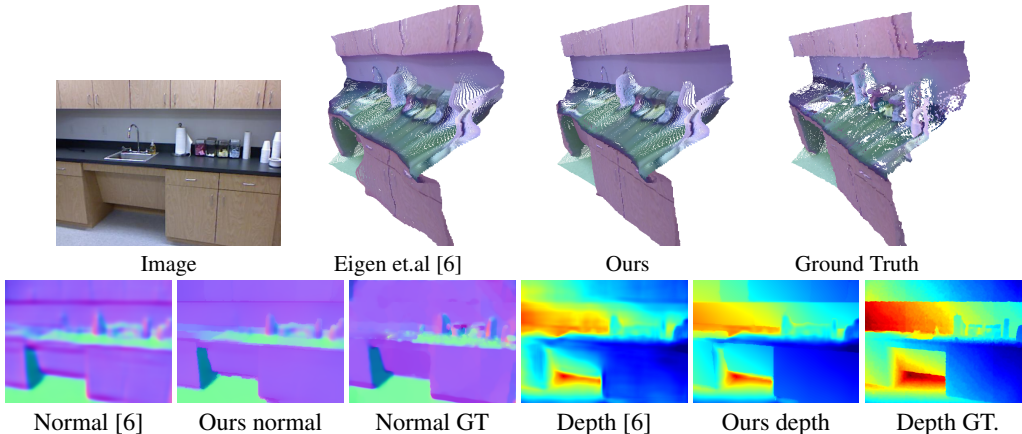 Image
Eigen et.al [6]
Ours
Ground Truth
Normal [6]
Ours normal
Normal GT
Depth [6]
Ours depth
Depth GT.